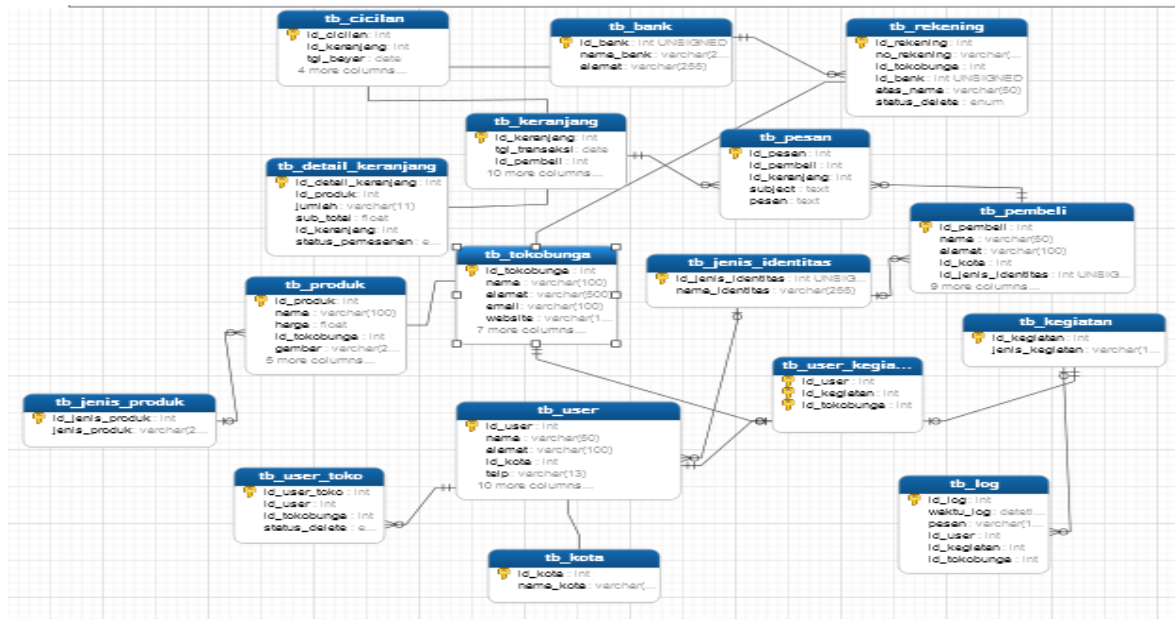 tb_cicilan
id_cicilan : int
id_keranjang : int
tgl_bayar : date
4 more columns...
tb_bank
id_bank : int UNSIGNED
nama_bank : varchar(2...
alamat : varchar(255)
tb_rekening
id_rekening : int
no_rekening : varchar(...
id_tokobunga : int
id_bank : int UNSIGNED
atas_nama : varchar(50)
status_delete : enum
tb_keranjang
id_keranjang : int
tgl_transaksi : date
id_pembeli : int
10 more columns...
tb_pesan
id_pesan : int
id_pembeli : int
id_keranjang : int
subject : text
pesan : text
tb_detail_keranjang
id_detail_keranjang : int
id_produk : int
jumlah : varchar(11)
sub_total : float
id_keranjang : int
status_pemesanan : e...
tb_pembeli
id_pembeli : int
nama : varchar(50)
alamat : varchar(100)
id_kota : int
id_jenis_identitas : int UNSIG...
9 more columns...
tb_tokobunga
id_tokobunga : int
nama : varchar(100)
alamat : varchar(500)
email : varchar(100)
website : varchar(1...
7 more columns...
tb_jenis_identitas
id_jenis_identitas : int UNSIG...
nama_identitas : varchar(255)
tb_produk
id_produk : int
nama : varchar(100)
harga : float
id_tokobunga : int
gambar : varchar(2...
5 more columns...
tb_kegiatan
id_kegiatan : int
jenis_kegiatan : varchar(1...
tb_user_kegia...
id_user : int
id_kegiatan : int
id_tokobunga : int
tb_jenis_produk
id_jenis_produk : int
jenis_produk : varchar(2...
tb_user
id_user : int
nama : varchar(50)
alamat : varchar(100)
id_kota : int
telp : varchar(13)
10 more columns...
tb_user_toko
id_user_toko : int
id_user : int
id_tokobunga : int
status_delete : e...
tb_log
id_log : int
waktu_log : dateti...
pesan : varchar(1...
id_user : int
id_kegiatan : int
id_tokobunga : int
tb_kota
id_kota : int
nama_kota : varchar(...